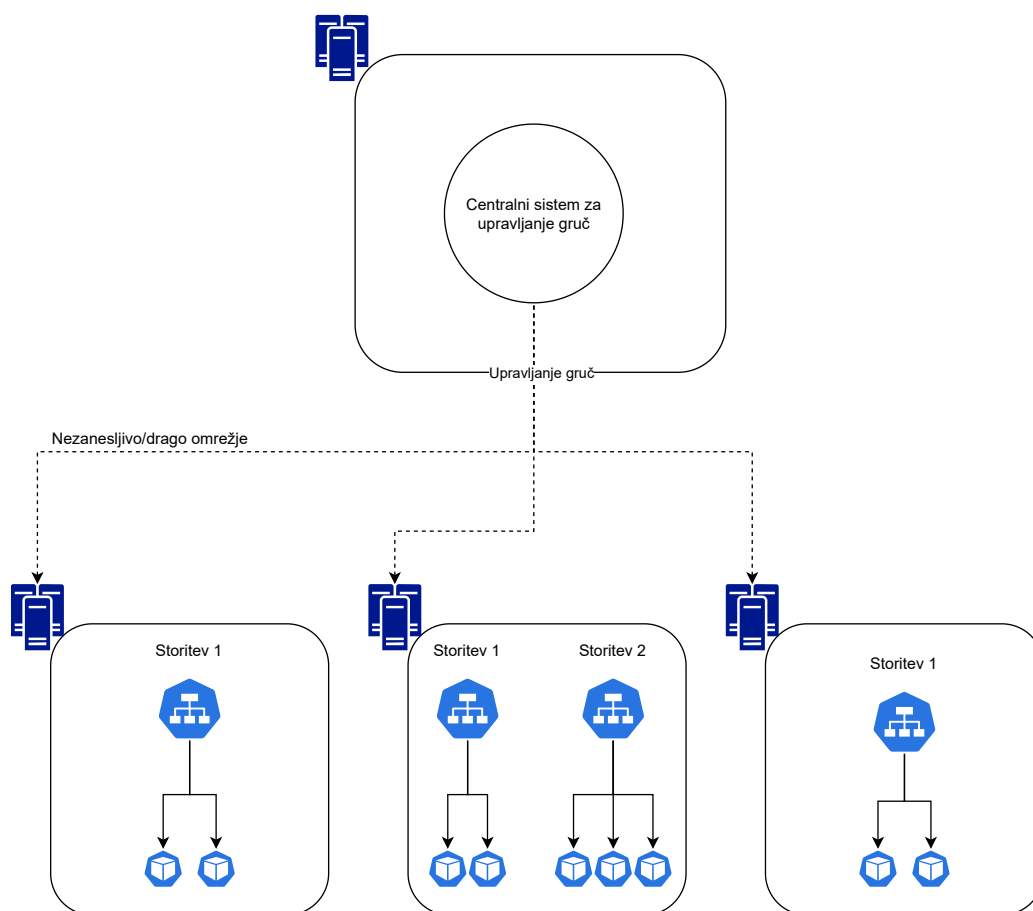 Centralni sistem za
upravljanje gruč
Upravljanje gruč
Nezanesljivo/drago omrežje
Storitev 1
Storitev 1
Storitev 2
Storitev 1